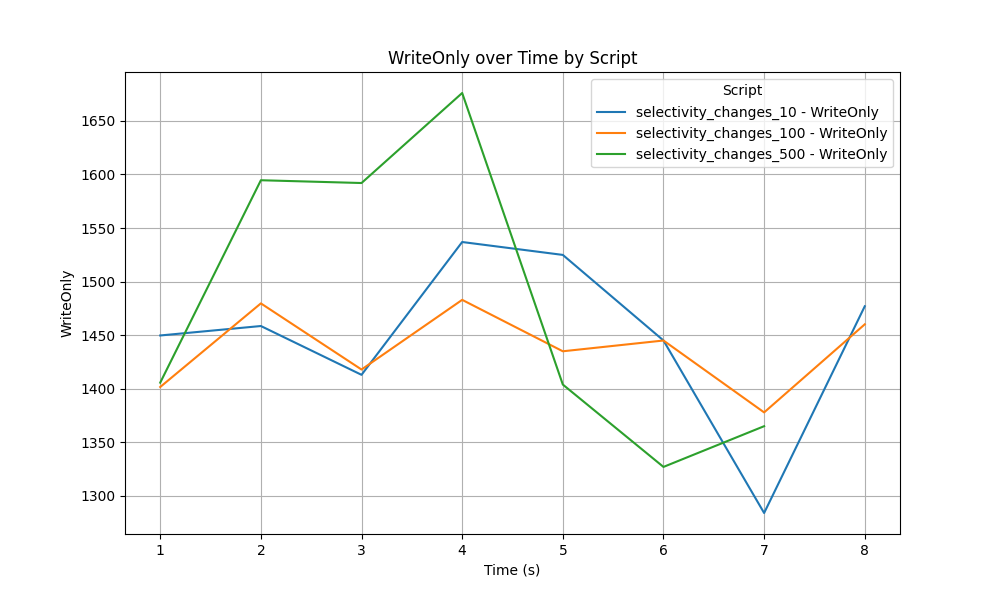 WriteOnly over Time by Script
Script
selectivity_changes_10 - WriteOnly
selectivity_changes_100 - WriteOnly
selectivity_changes_500 - WriteOnly
WriteOnly
1650
1600
1550
1500
1450
1400
1350
1300
1 2 3 4 5 6 7 8
Time (s)